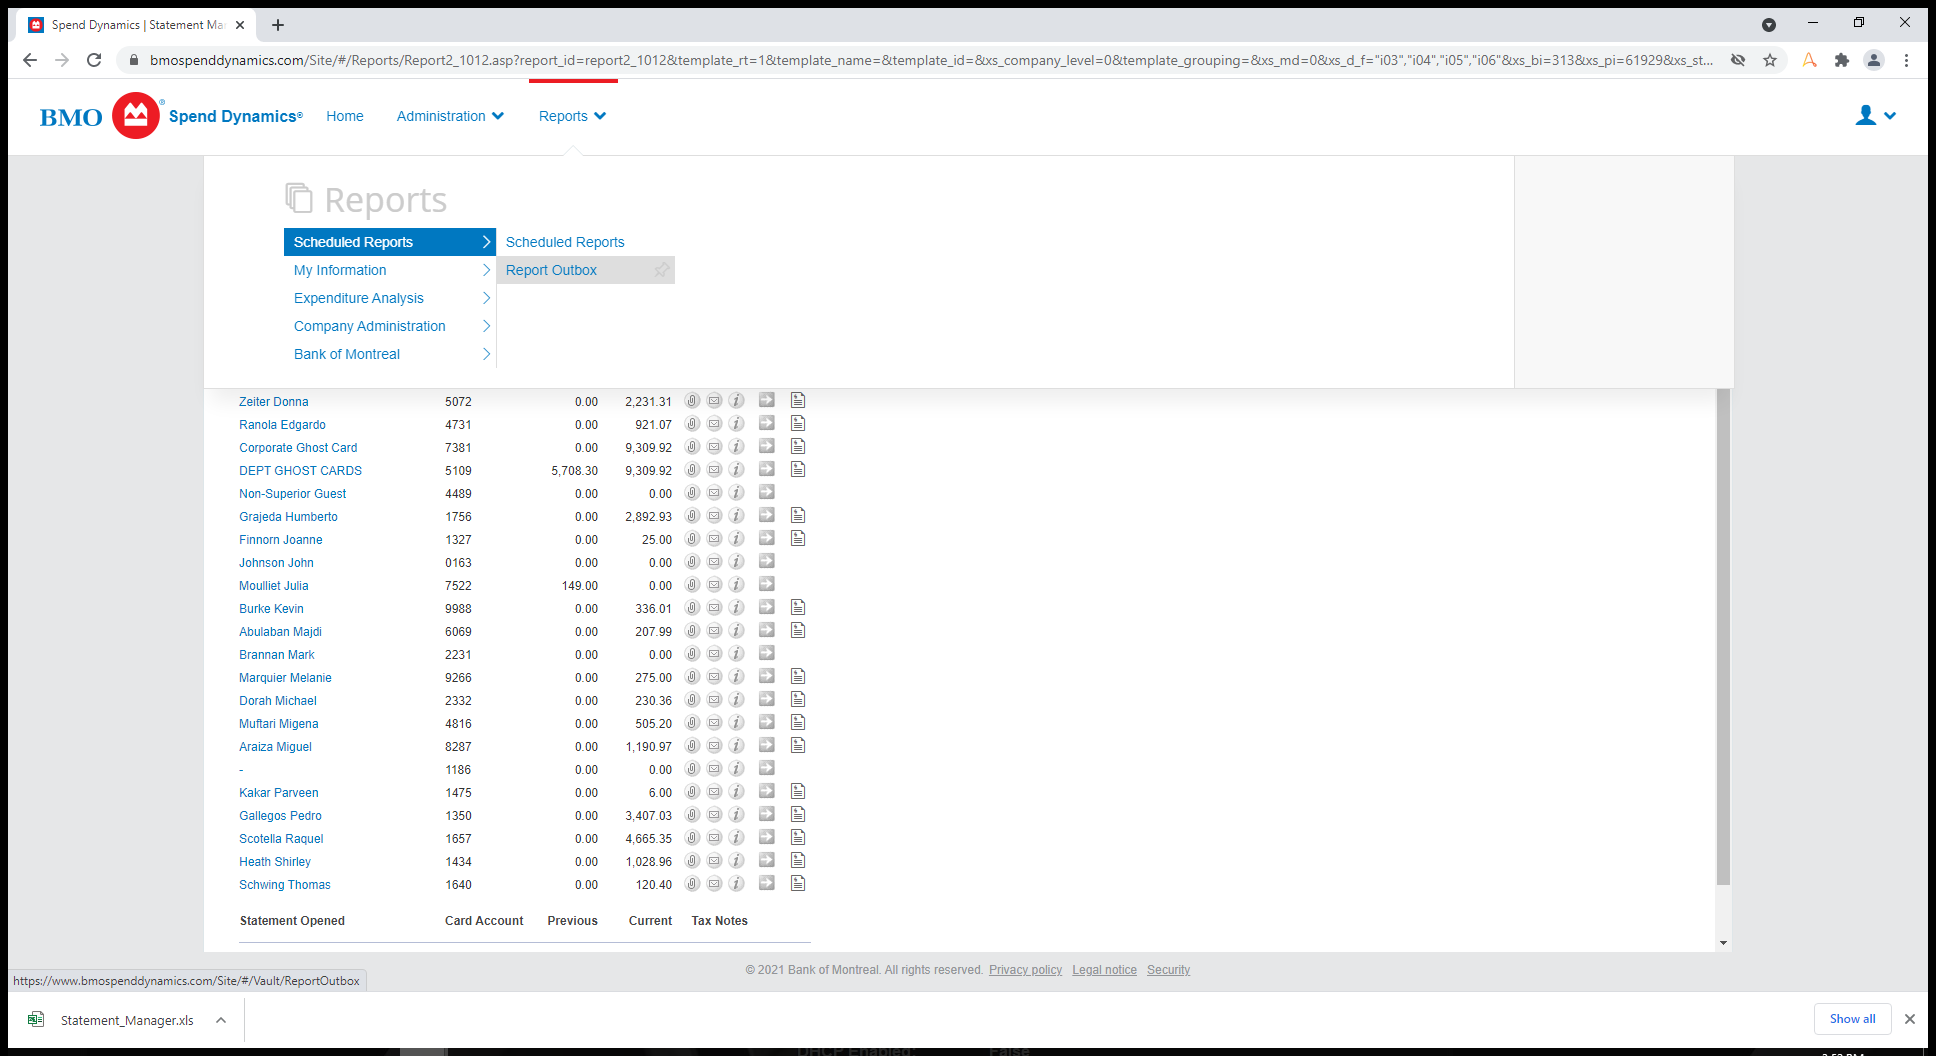 Spend Dynamics | Statement Ma
bmospenddynamics.com/Site/#/Reports/Report2_1012.asp?report_id=report2_1012&template_rt=1&template_name=&template_id=&xs_company_level=0&template_grouping=&xs_md=0&xs_d_f="i03","i04","i05","i06"&xs_bi=313&xs_pi=61929&xs_st...
BMO Spend Dynamics® Home Administration Reports
Reports
Scheduled Reports Scheduled Reports
My Information Report Outbox
Expenditure Analysis
Company Administration
Bank of Montreal
Zeiter Donna 5072 0.00 2,231.31
Ranola Edgardo 4731 0.00 921.07
Corporate Ghost Card 7381 0.00 9,309.92
DEPT GHOST CARDS 5109 5,708.30 9,309.92
Non-Superior Guest 4489 0.00 0.00
Grajeda Humberto 1756 0.00 2,892.93
Finnorn Joanne 1327 0.00 25.00
Johnson John 0163 0.00 0.00
Moulliet Julia 7522 149.00 0.00
Burke Kevin 9988 0.00 336.01
Abulaban Majdi 6069 0.00 207.99
Brannan Mark 2231 0.00 0.00
Marquier Melanie 9266 0.00 275.00
Dorah Michael 2332 0.00 230.36
Muftari Migena 4816 0.00 505.20
Araiza Miguel 8287 0.00 1,190.97
- 1186 0.00 0.00
Kakar Parveen 1475 0.00 6.00
Gallegos Pedro 1350 0.00 3,407.03
Scotella Raquel 1657 0.00 4,665.35
Heath Shirley 1434 0.00 1,028.96
Schwing Thomas 1640 0.00 120.40
Statement Opened Card Account Previous Current Tax Notes
© 2021 Bank of Montreal. All rights reserved. Privacy policy Legal notice Security
https://www.bmospenddynamics.com/Site/#/Vault/ReportOutbox
Statement_Manager.xls Show all